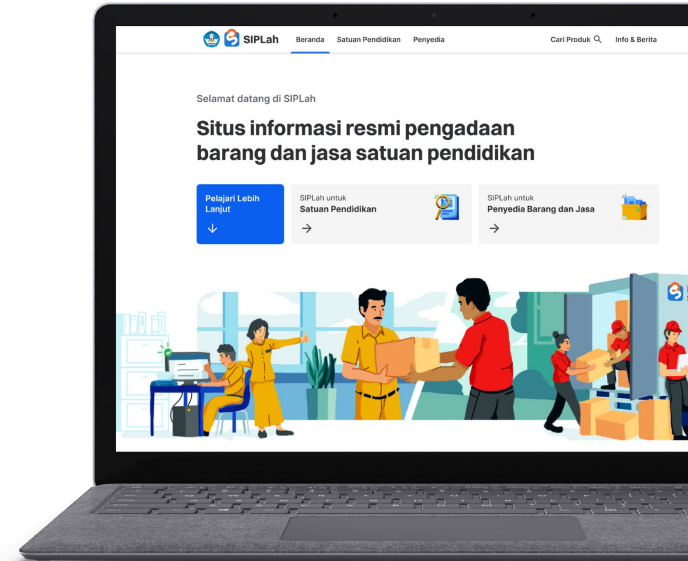 SIPLah
Beranda Satuan Pendidikan Penyedia Cari Produk Info & Berita
Selamat datang di SIPLah
Situs informasi resmi pengadaan
barang dan jasa satuan pendidikan
Pelajari Lebih
Lanjut
SIPLah untuk
Satuan Pendidikan
SIPLah untuk
Penyedia Barang dan Jasa